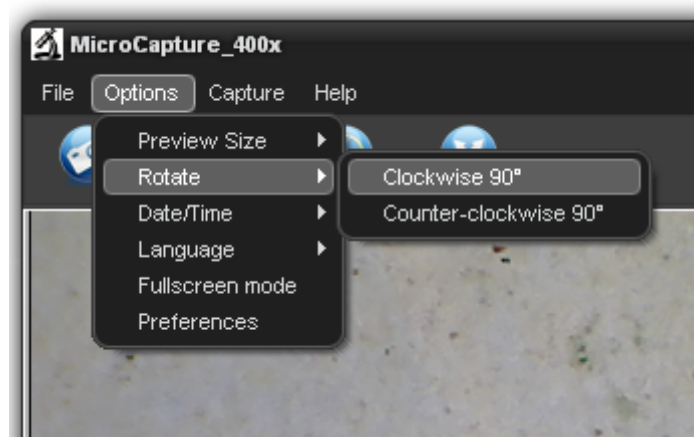 MicroCapture_400x
File Options Capture Help
Preview Size
Rotate
Clockwise 90°
Counter-clockwise 90°
Date/Time
Language
Fullscreen mode
Preferences